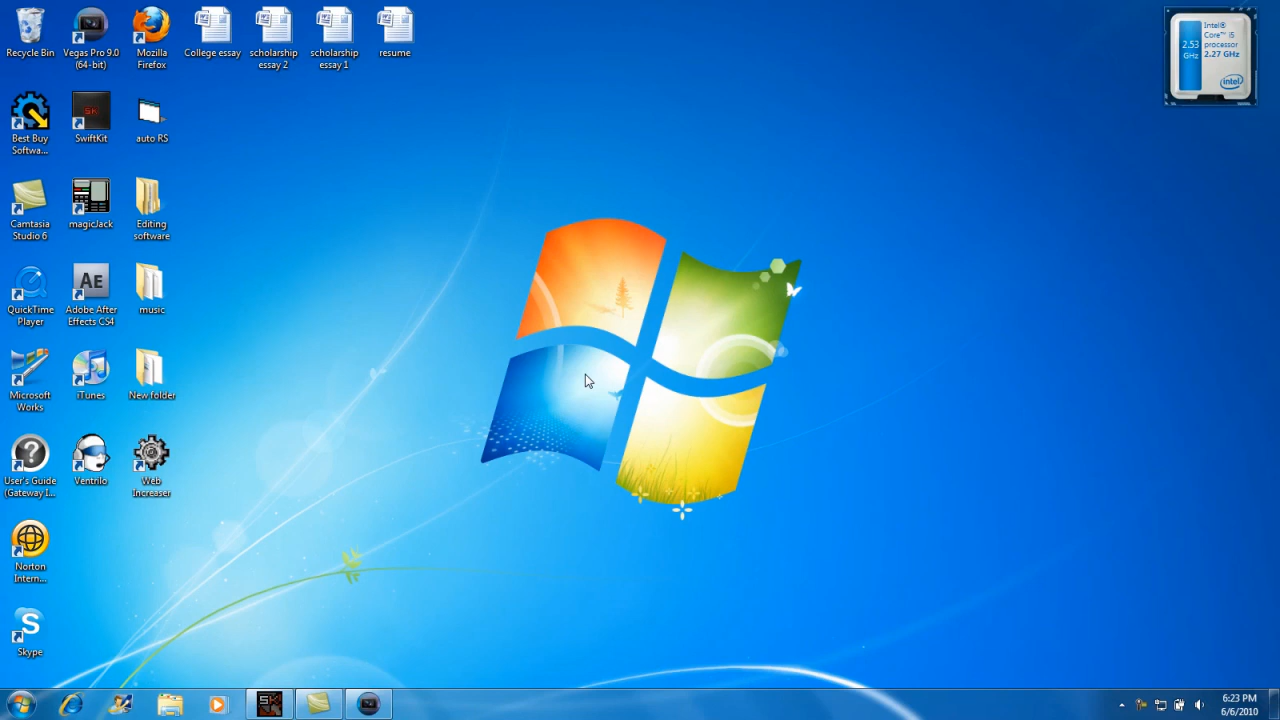 Recycle Bin
Vegas Pro 9.0
(64-bit)
Mozilla
Firefox
College essay
scholarship
essay 2
scholarship
essay 1
resume
Intel®
Core™ i5
processor
2.27 GHz
2.53
GHz
intel
Best Buy
Softwa...
SK
SwiftKit
auto RS
Camtasia
Studio 6
magicJack
Editing
software
QuickTime
Player
AE
Adobe After
Effects CS4
music
Microsoft
Works
iTunes
New folder
?
User's Guide
(Gateway I...
Ventrilo
Web
Increaser
Norton
Intern...
S
Skype
SK
6:23 PM
6/6/2010